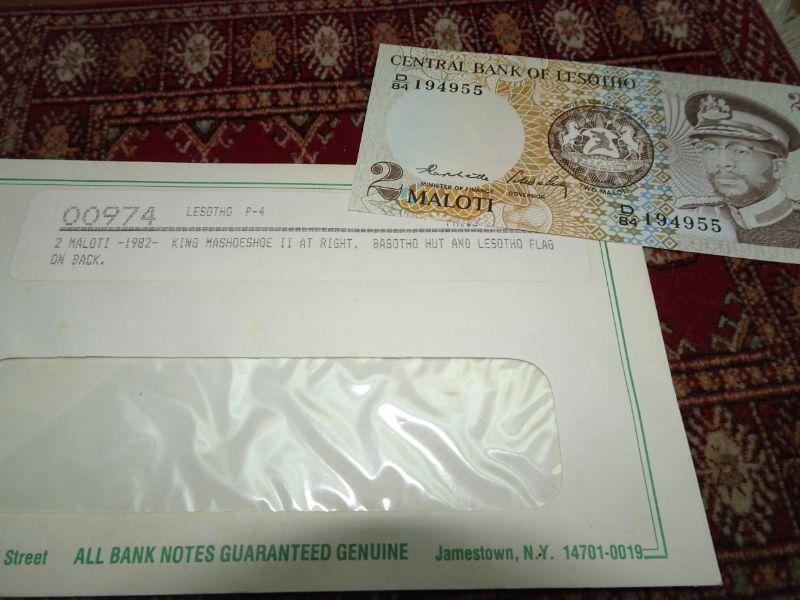 CENTRAL BANK OF LESOTHO
D/84 194955
MINISTER OF FINANCE
GOVERNOR
TWO MALOTI
2 MALOTI
D/84 194955
00974 LESOTHO P-4
2 MALOTI -1982- KING MASHOESHOE II AT RIGHT. BASOTHO HUT AND LESOTHO FLAG
ON BACK.
Street ALL BANK NOTES GUARANTEED GENUINE Jamestown, N.Y. 14701-0019